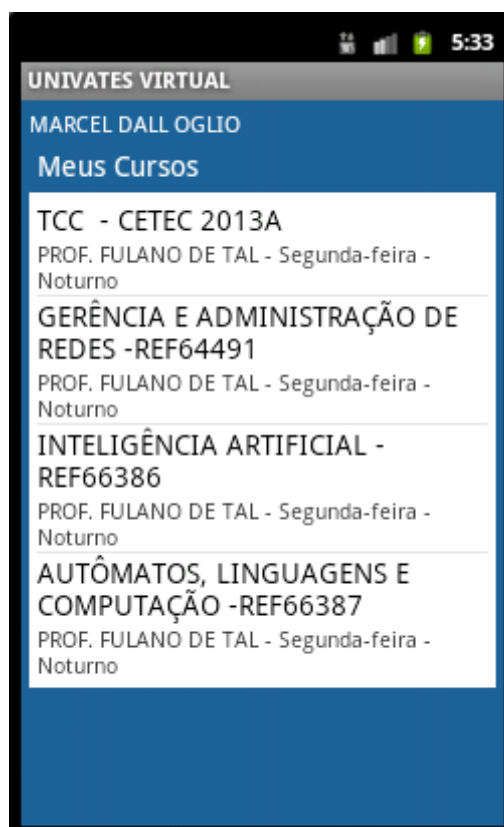 5:33
UNIVATES VIRTUAL
MARCEL DALL OGLIO
Meus Cursos
TCC  - CETEC 2013A
PROF. FULANO DE TAL - Segunda-feira -
Noturno
GERÊNCIA E ADMINISTRAÇÃO DE
REDES -REF64491
PROF. FULANO DE TAL - Segunda-feira -
Noturno
INTELIGÊNCIA ARTIFICIAL -
REF66386
PROF. FULANO DE TAL - Segunda-feira -
Noturno
AUTÔMATOS, LINGUAGENS E
COMPUTAÇÃO -REF66387
PROF. FULANO DE TAL - Segunda-feira -
Noturno